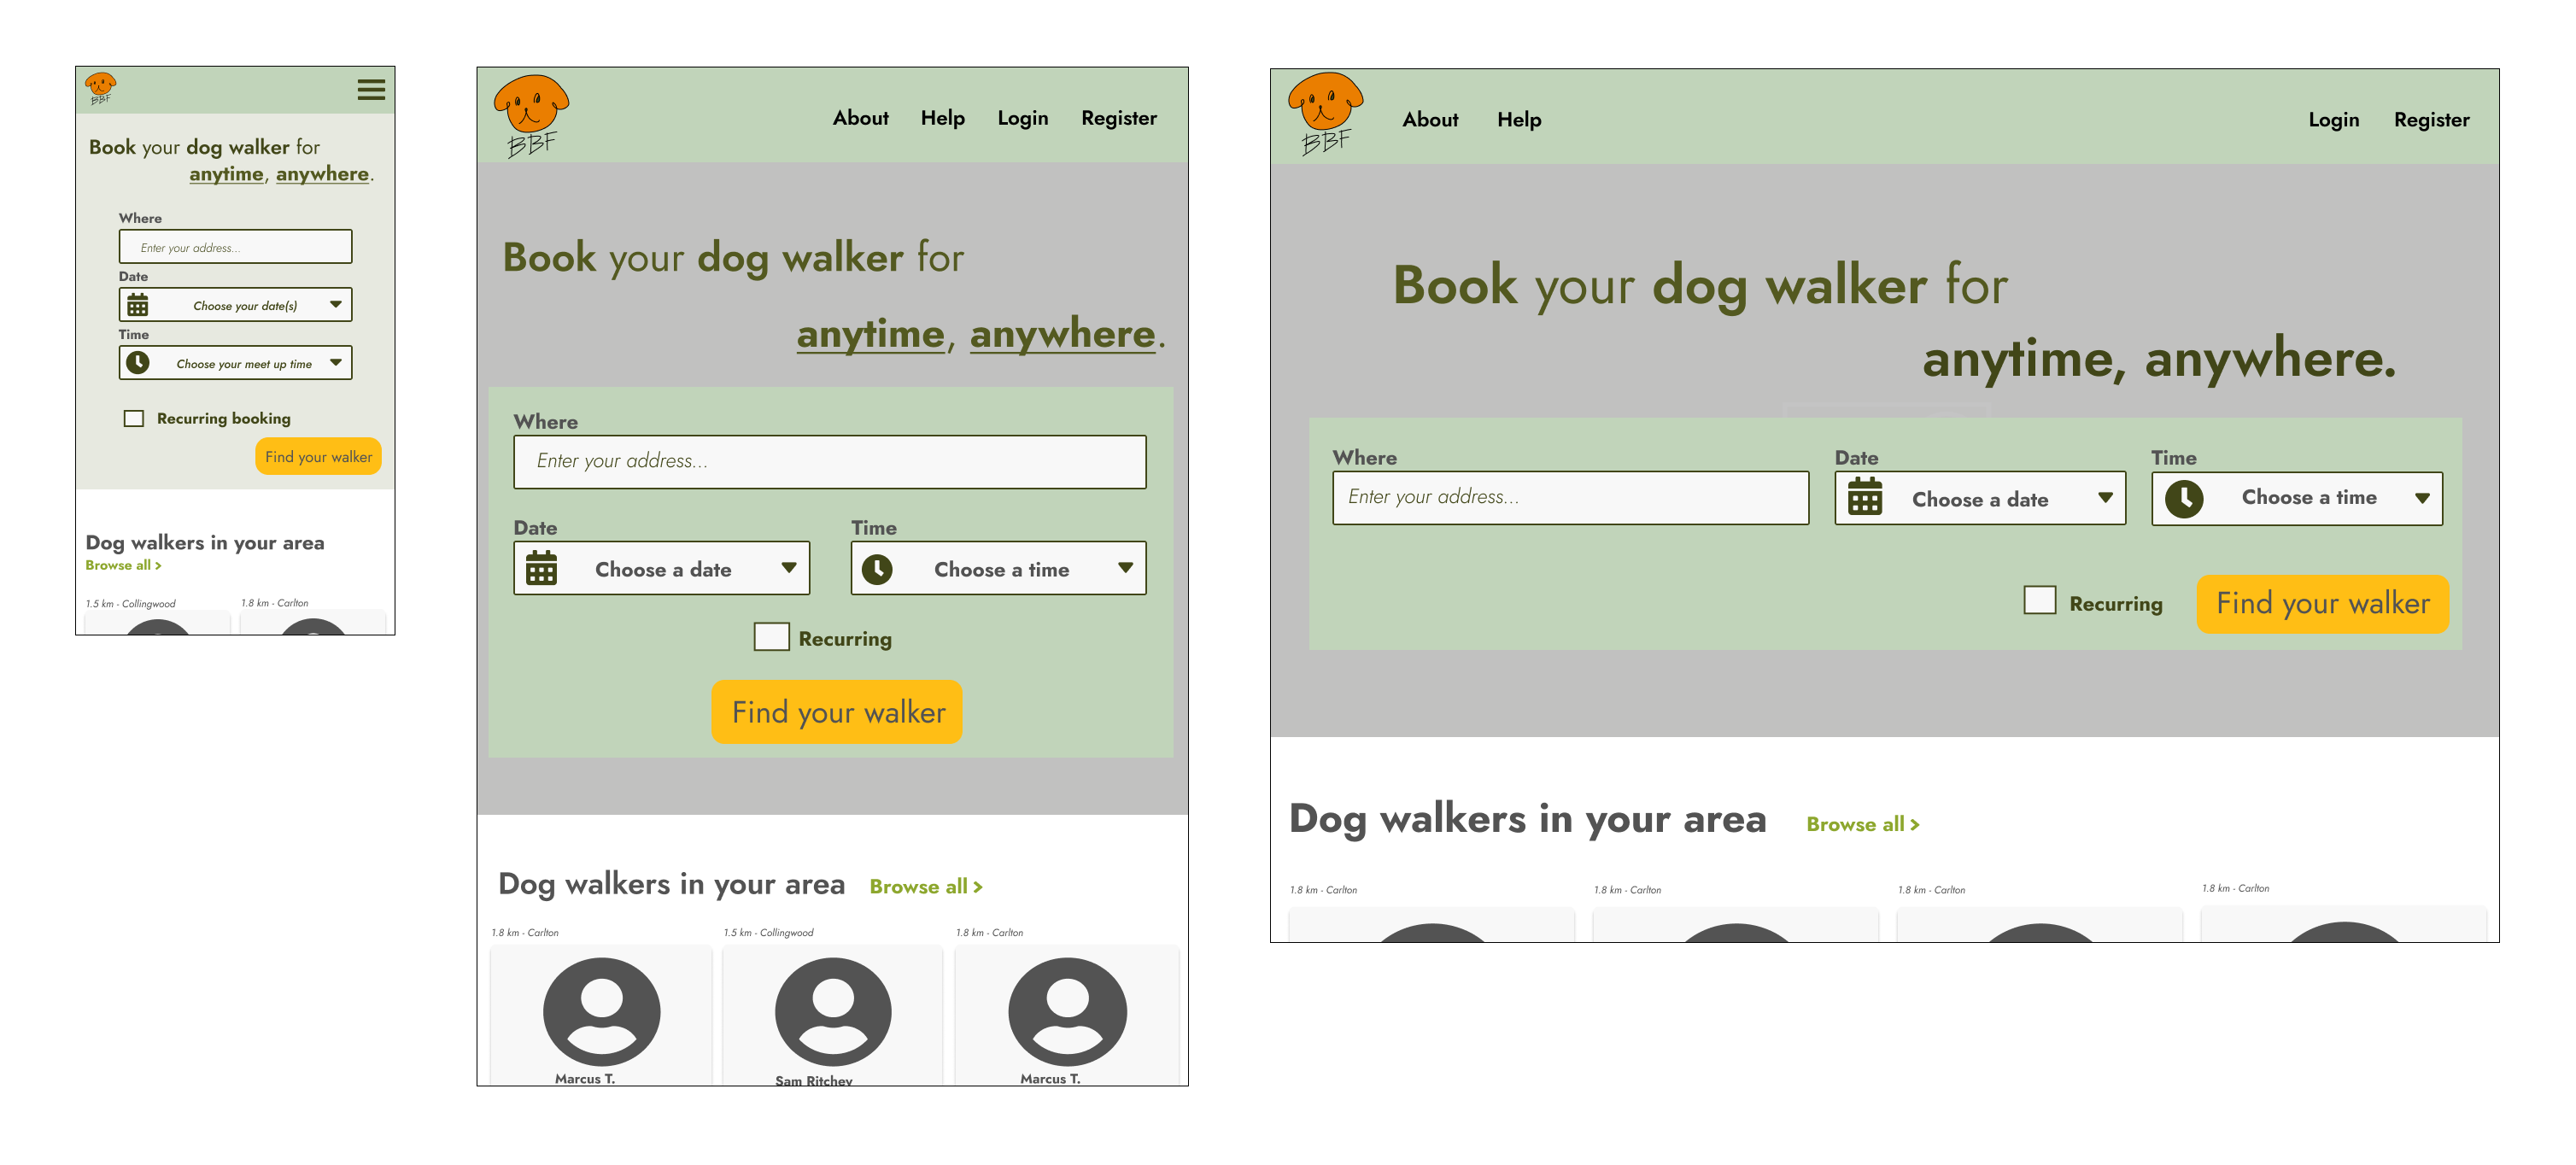 BBF
Book your dog walker for
anytime, anywhere.
Where
Enter your address...
Date
Choose your date(s)
Time
Choose your meet up time
Recurring booking
Find your walker
Dog walkers in your area
Browse all >
1.5 km - Collingwood
1.8 km - Carlton
BBF
About
Help
Login
Register
Book your dog walker for
anytime, anywhere.
Where
Enter your address...
Date
Time
Choose a date
Choose a time
Recurring
Find your walker
Dog walkers in your area
Browse all >
1.8 km - Carlton
1.5 km - Collingwood
1.8 km - Carlton
Marcus T.
Sam Ritchey
Marcus T.
BBF
About
Help
Login
Register
Book your dog walker for
anytime, anywhere.
Where
Date
Time
Enter your address...
Choose a date
Choose a time
Recurring
Find your walker
Dog walkers in your area
Browse all >
1.8 km - Carlton
1.8 km - Carlton
1.8 km - Carlton
1.8 km - Carlton